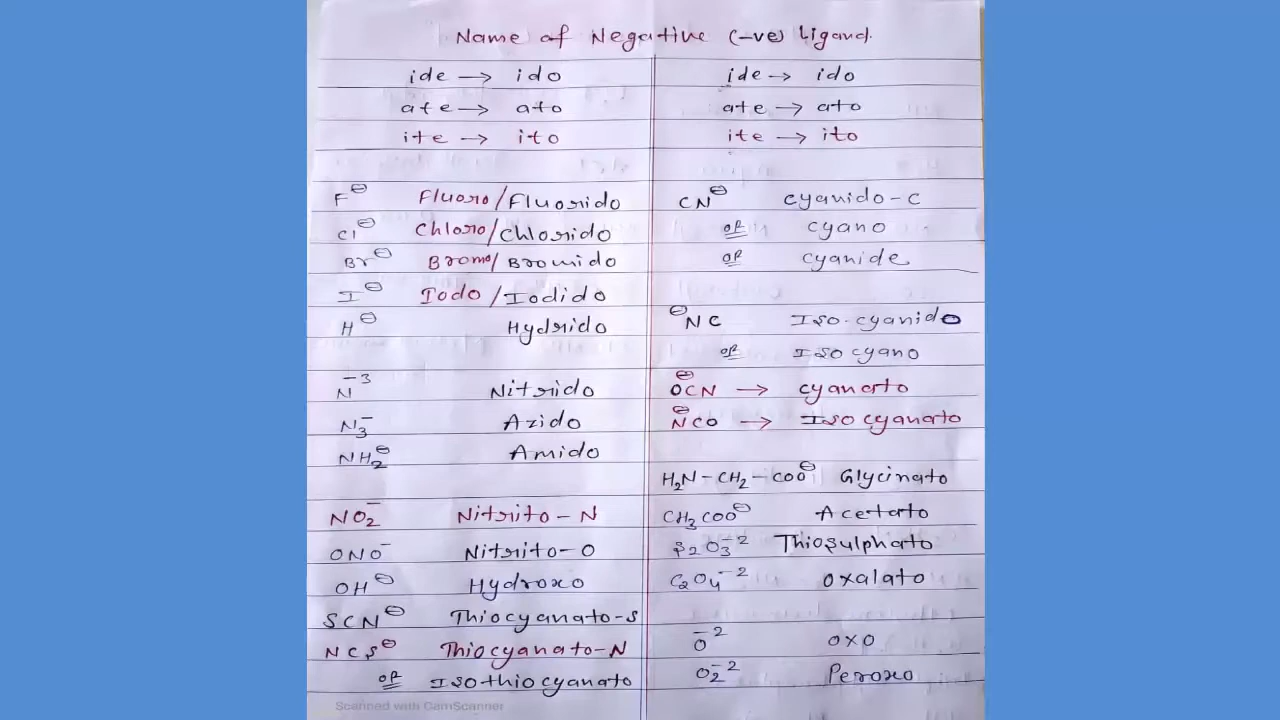 Name of Negative (-ve) Ligand.
ide → ido
ate → ato
ite → ito
F⊖ Fluoro/Fluorido
Cl⊖ Chloro/Chlorido
Br⊖ Bromo/Bromido
I⊖ Iodo/Iodido
H⊖ Hydrido
N⁻³ Nitrido
N₃⁻ Azido
NH₂⊖ Amido
NO₂⁻ Nitrito-N
ONO⁻ Nitrito-O
OH⊖ Hydroxo
SCN⊖ Thiocyanato-S
NCS⊖ Thiocyanato-N
OR Isothiocyanato
ide → ido
ate → ato
ite → ito
CN⊖ cyanido-C
OR cyano
OR cyanide
⊖NC Iso-cyanido
OR Isocyano
⊖OCN → cyanato
⊖NCO → Isocyanato
H₂N-CH₂-COO⊖ Glycinato
CH₃COO⊖ Acetato
S₂O₃⁻² Thiosulphato
C₂O₄⁻² oxalato
O⁻² oxo
O₂⁻² Peroxo
Scanned with CamScanner